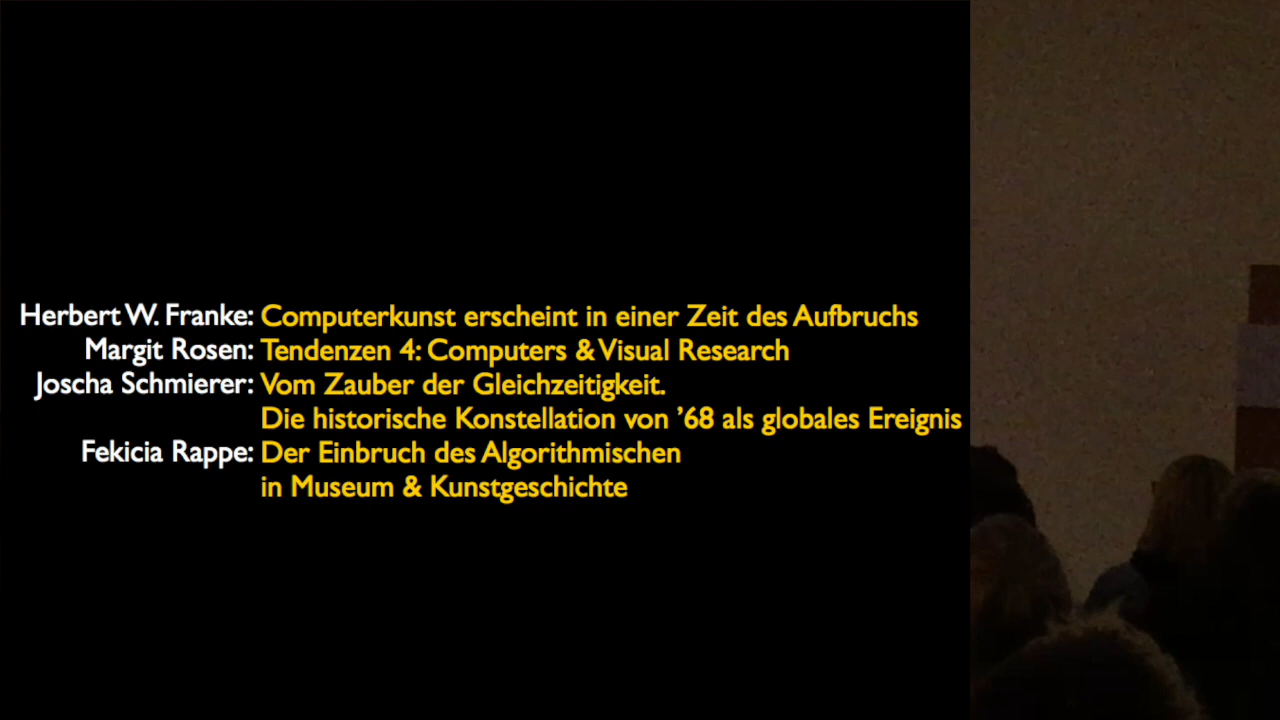 Herbert W. Franke: Computerkunst erscheint in einer Zeit des Aufbruchs
Margit Rosen: Tendenzen 4: Computers & Visual Research
Joscha Schmierer: Vom Zauber der Gleichzeitigkeit.
Die historische Konstellation von ’68 als globales Ereignis
Fekicia Rappe: Der Einbruch des Algorithmischen
in Museum & Kunstgeschichte